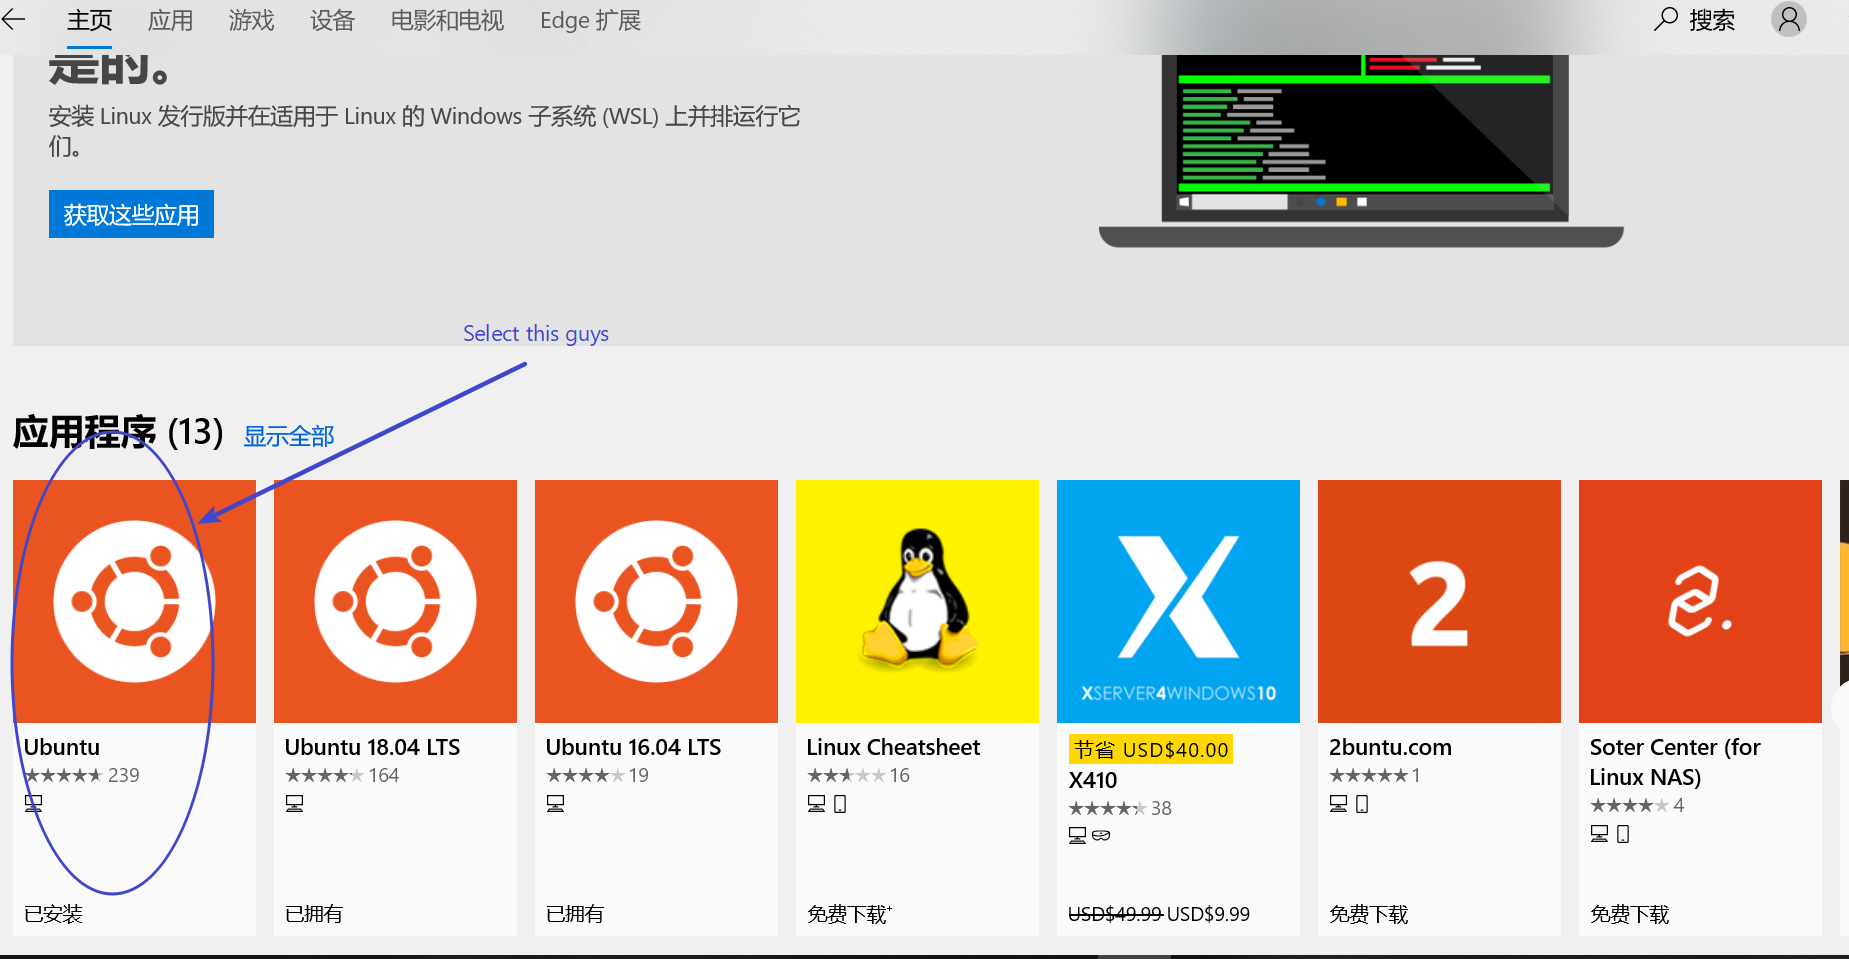 主页 应用 游戏 设备 电影和电视 Edge 扩展 搜索
是的。
安装 Linux 发行版并在适用于 Linux 的 Windows 子系统 (WSL) 上并排运行它
们。
获取这些应用
Select this guys
应用程序 (13) 显示全部
XSERVER4WINDOWS10
2
Ubuntu
239
已安装
Ubuntu 18.04 LTS
164
已拥有
Ubuntu 16.04 LTS
19
已拥有
Linux Cheatsheet
16
免费下载+
节省 USD$40.00
X410
38
USD$49.99 USD$9.99
2buntu.com
1
免费下载
Soter Center (for
Linux NAS)
4
免费下载